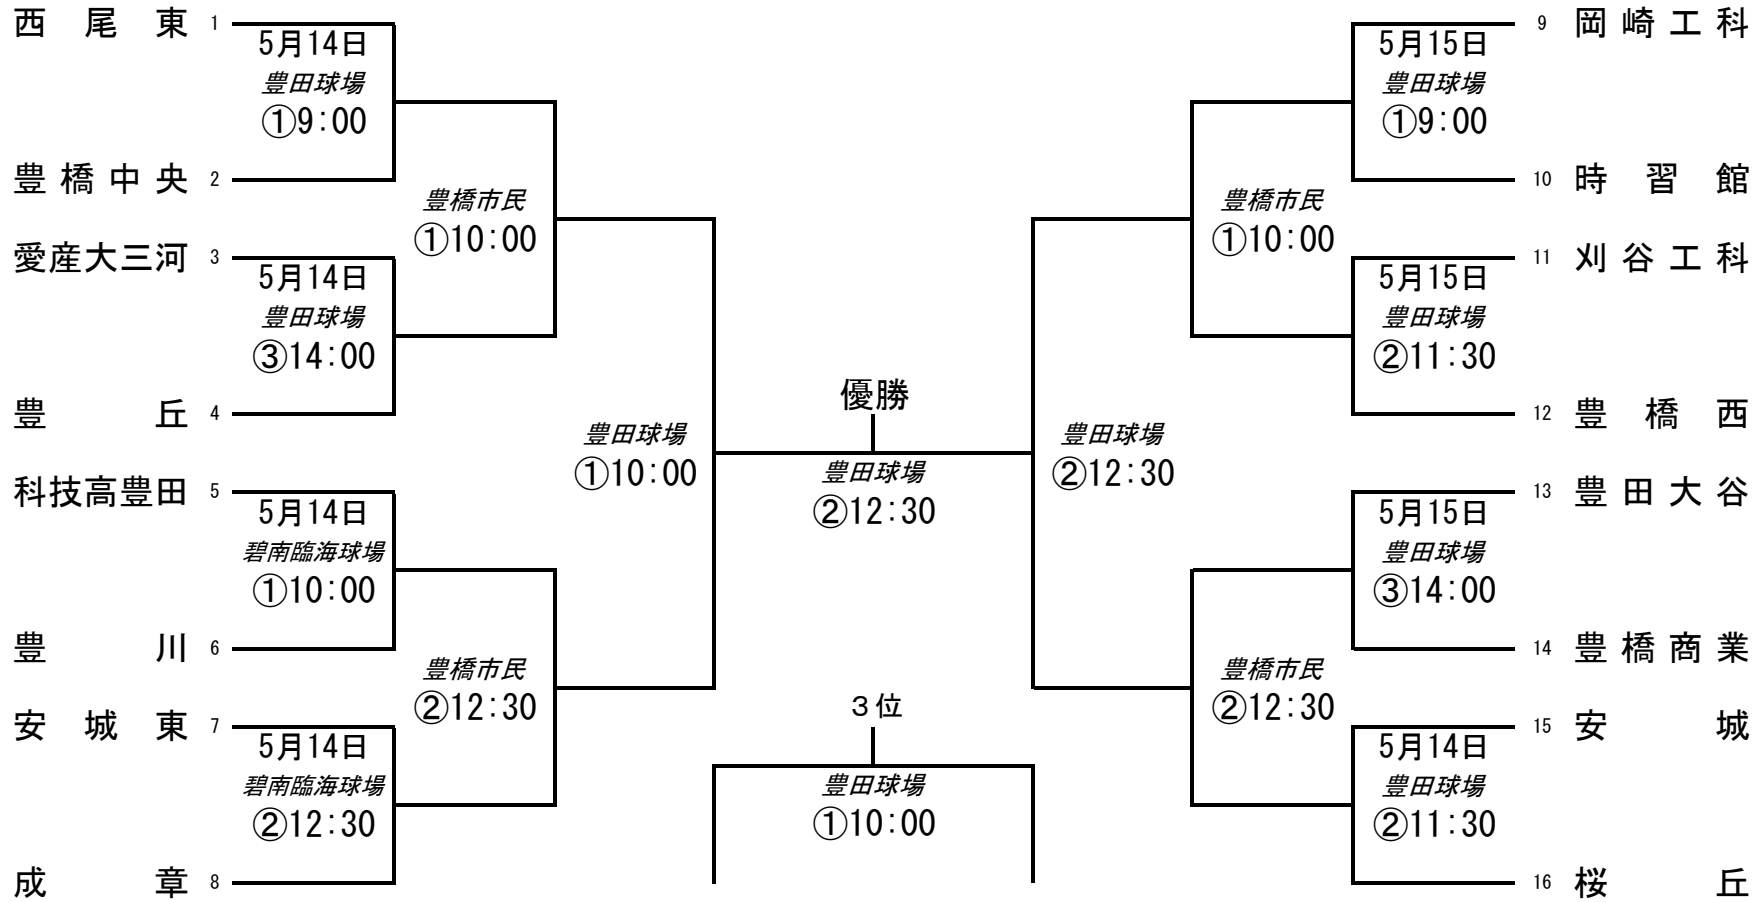 西尾東 1
5月14日
豊田球場
①9:00
豊橋中央 2
豊橋市民
①10:00
愛産大三河 3
5月14日
豊田球場
③14:00
豊丘 4
豊田球場
①10:00
科技高豊田 5
5月14日
碧南臨海球場
①10:00
豊川 6
豊橋市民
②12:30
安城東 7
5月14日
碧南臨海球場
②12:30
成章 8
優勝
豊田球場
②12:30
3位
豊田球場
①10:00
9 岡崎工科
5月15日
豊田球場
①9:00
10 時習館
豊橋市民
①10:00
11 刈谷工科
5月15日
豊田球場
②11:30
12 豊橋西
豊田球場
②12:30
13 豊田大谷
5月15日
豊田球場
③14:00
14 豊橋商業
豊橋市民
②12:30
15 安城
5月14日
豊田球場
②11:30
16 桜丘